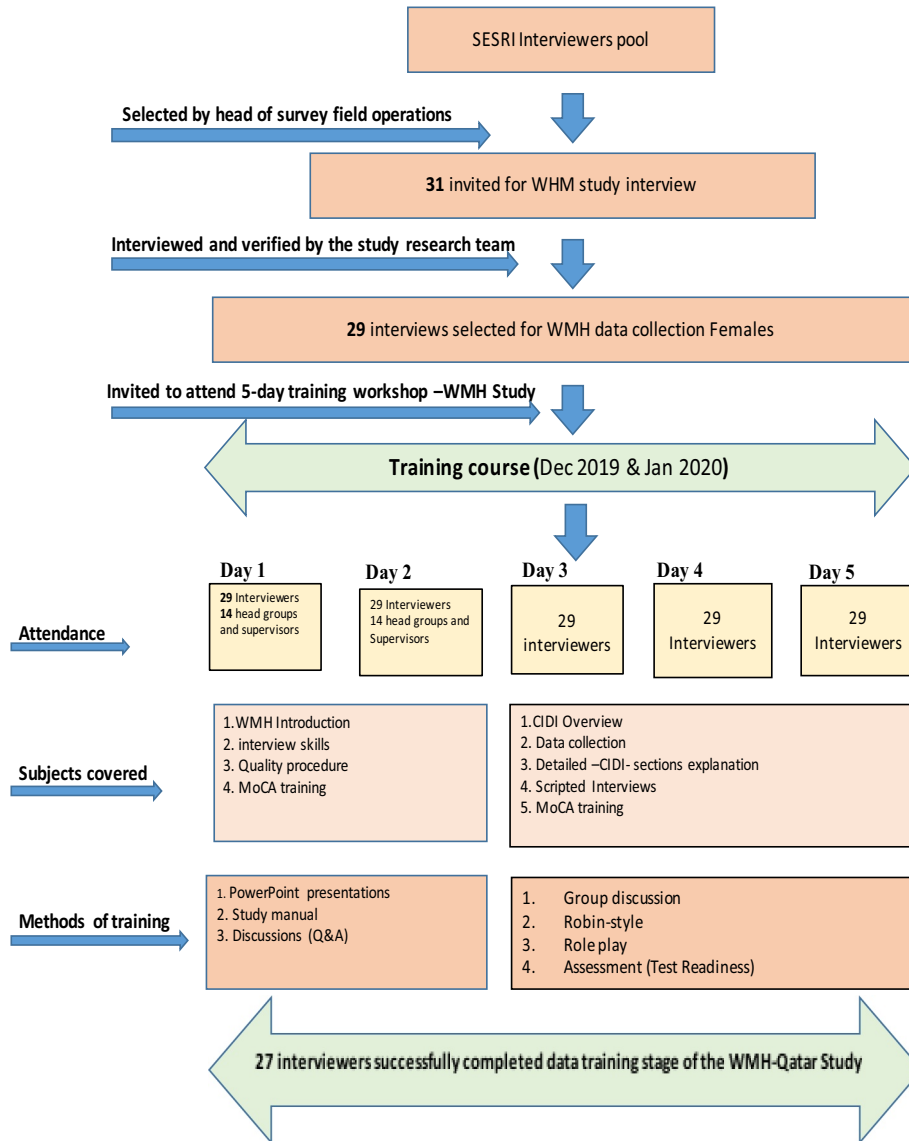 SESRI Interviewers pool
Selected by head of survey field operations
31 invited for WHM study interview
Interviewed and verified by the study research team
29 interviews selected for WMH data collection Females
Invited to attend 5-day training workshop –WMH Study
Training course (Dec 2019 & Jan 2020)
Day 1
Day 2
Day 3
Day 4
Day 5
Attendance
29 Interviewers
14 head groups
and supervisors
29 Interviewers
14 head groups and
Supervisors
29
interviewers
29
Interviewers
29
Interviewers
Subjects covered
1.WMH Introduction
2. interview skills
3. Quality procedure
4. MoCA training
1.CIDI Overview
2. Data collection
3. Detailed –CIDI- sections explanation
4. Scripted Interviews
5. MoCA training
Methods of training
1. PowerPoint presentations
2. Study manual
3. Discussions (Q&A)
1. Group discussion
2. Robin-style
3. Role play
4. Assessment (Test Readiness)
27 interviewers successfully completed data training stage of the WMH-Qatar Study